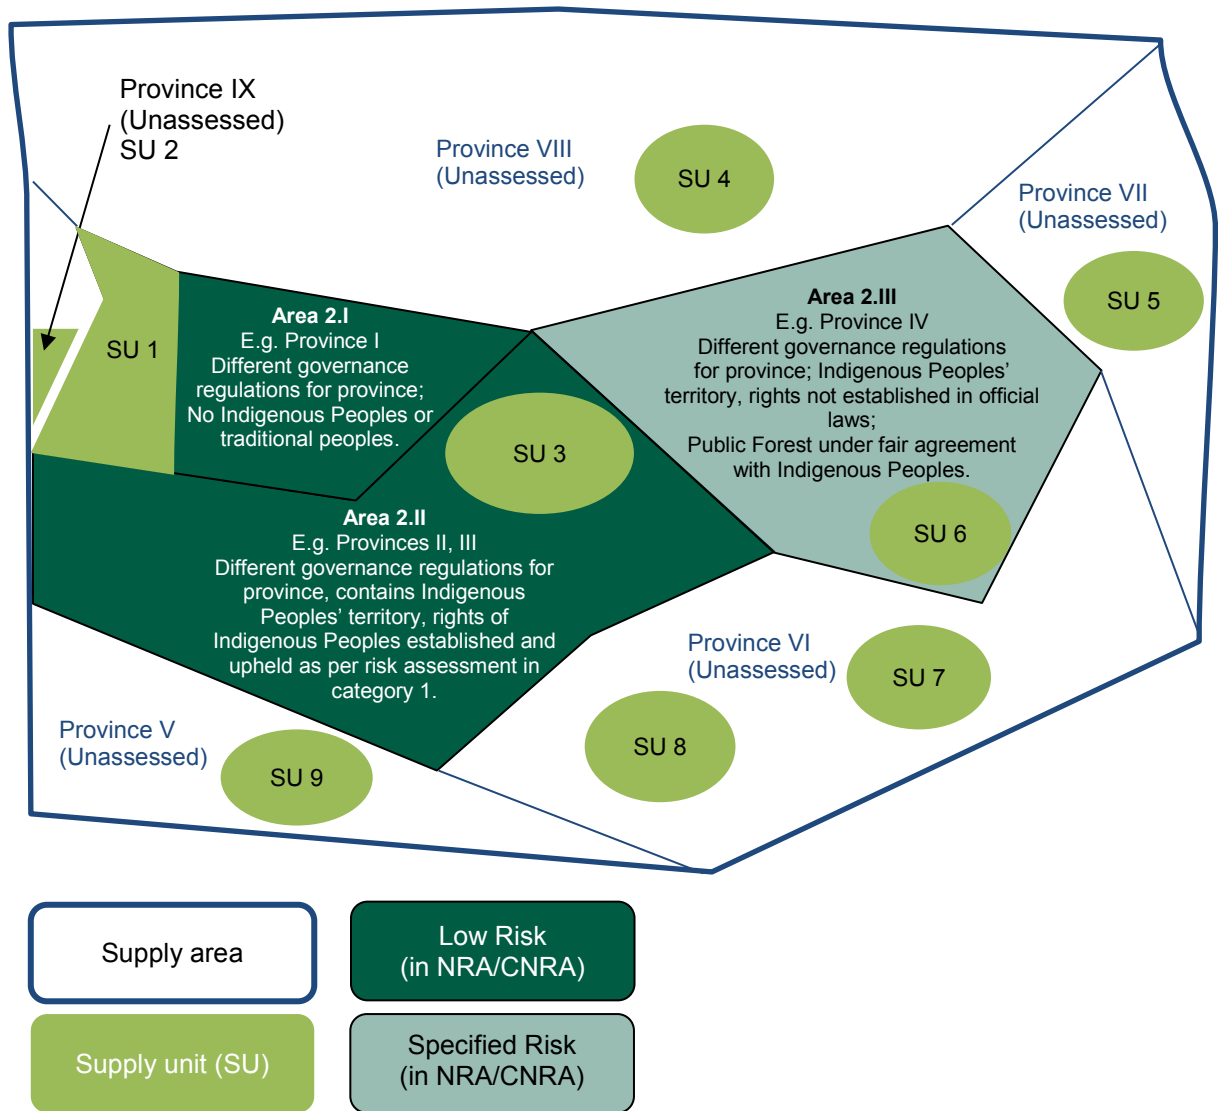 Province IX
(Unassessed)
SU 2
Province VIII
(Unassessed)
SU 4
Province VII
(Unassessed)
SU 5
SU 1
Area 2.I
E.g. Province I
Different governance
regulations for province;
No Indigenous Peoples or
traditional peoples.
Area 2.III
E.g. Province IV
Different governance regulations
for province; Indigenous Peoples’
territory, rights not established in official
laws;
Public Forest under fair agreement
with Indigenous Peoples.
SU 3
SU 6
Area 2.II
E.g. Provinces II, III
Different governance regulations for
province, contains Indigenous
Peoples’ territory, rights of
Indigenous Peoples established and
upheld as per risk assessment in
category 1.
Province VI
(Unassessed)
SU 7
SU 8
Province V
(Unassessed)
SU 9
Supply area
Low Risk
(in NRA/CNRA)
Supply unit (SU)
Specified Risk
(in NRA/CNRA)